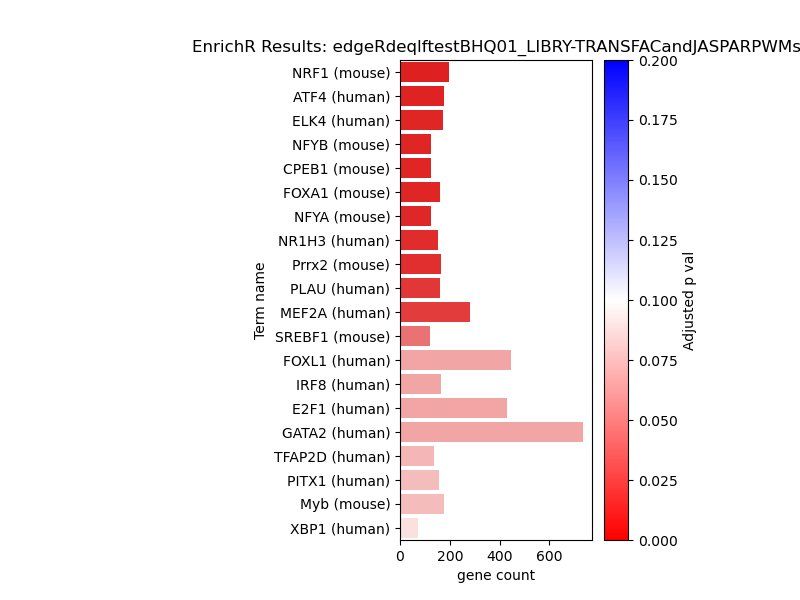 EnrichR Results: edgeRdeqlftestBHQ01_LIBRY-TRANSFACandJASPARPWMs
NRF1 (mouse)
ATF4 (human)
ELK4 (human)
NFYB (mouse)
CPEB1 (mouse)
FOXA1 (mouse)
NFYA (mouse)
NR1H3 (human)
Prrx2 (mouse)
PLAU (human)
MEF2A (human)
SREBF1 (mouse)
FOXL1 (human)
IRF8 (human)
E2F1 (human)
GATA2 (human)
TFAP2D (human)
PITX1 (human)
Myb (mouse)
XBP1 (human)
Term name
0 200 400 600
gene count
0.200
0.175
0.150
0.125
0.100
0.075
0.050
0.025
0.000
Adjusted p val